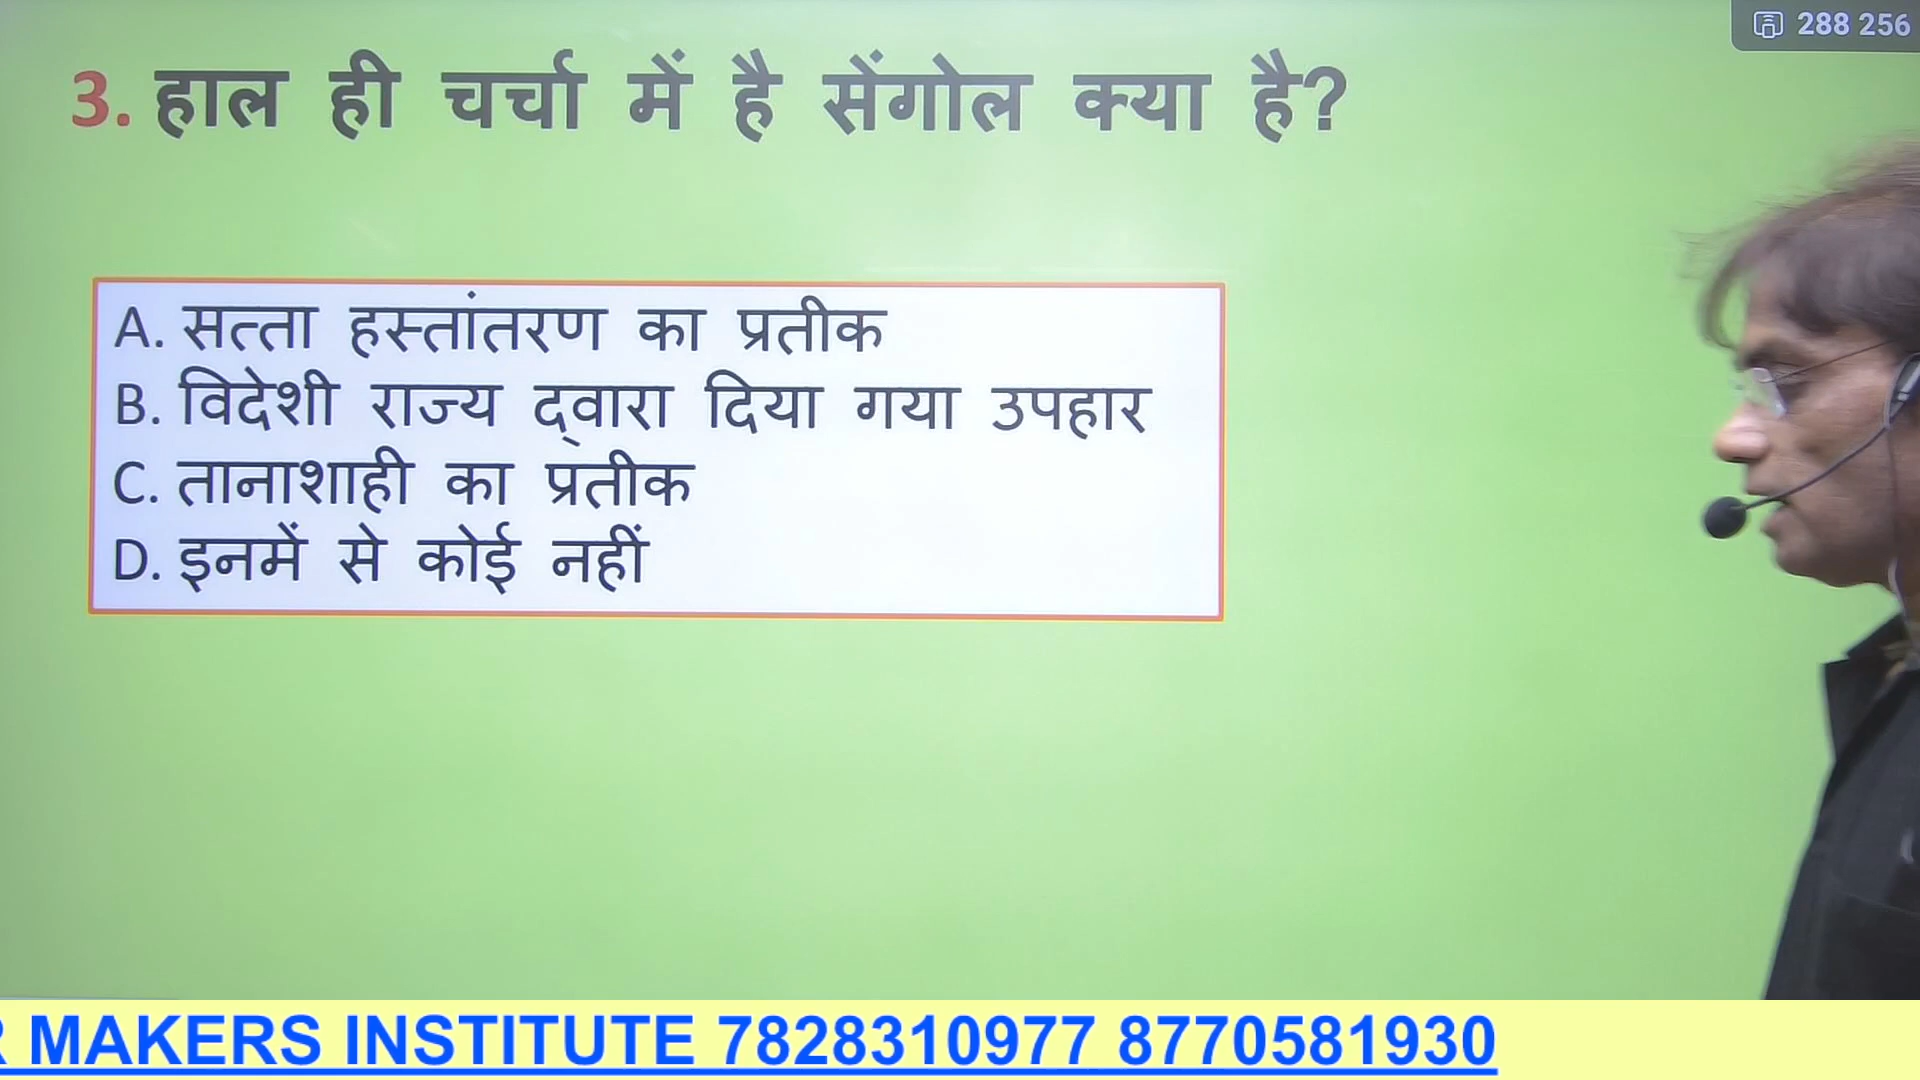 288 256
3. हाल ही चर्चा में है सेंगोल क्या है?
A. सत्ता हस्तांतरण का प्रतीक
B. विदेशी राज्य द्वारा दिया गया उपहार
C. तानाशाही का प्रतीक
D. इनमें से कोई नहीं
R MAKERS INSTITUTE 7828310977 8770581930